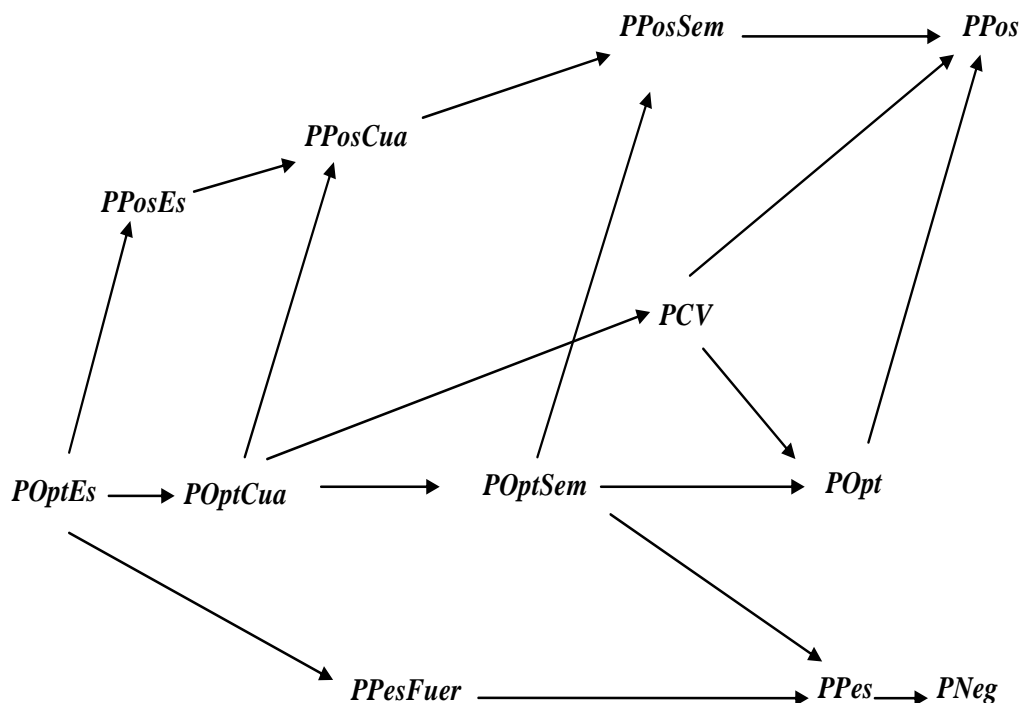 PPosSem
PPos
PPosCua
PPosEs
PCV
POptEs
POptCua
POptSem
POpt
PPesFuer
PPes
PNeg